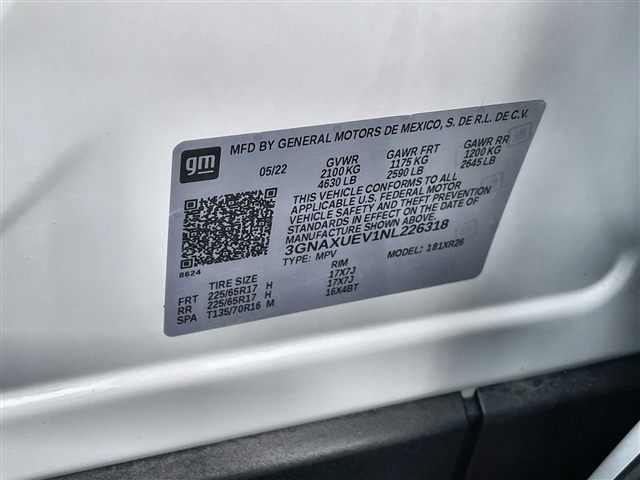 gm
MFD BY GENERAL MOTORS DE MEXICO, S. DE R.L. DE C.V.
05/22 GVWR GAWR FRT GAWR RR
2100 KG 1175 KG 1200 KG
4630 LB 2590 LB 2645 LB
THIS VEHICLE CONFORMS TO ALL
APPLICABLE U.S. FEDERAL MOTOR
VEHICLE SAFETY AND THEFT PREVENTION
STANDARDS IN EFFECT ON THE DATE OF
MANUFACTURE SHOWN ABOVE.
3GNAXUEV1NL226318
TYPE: MPV MODEL: 181XR26
8624
TIRE SIZE RIM
FRT 225/65R17 H 17X7J
RR 225/65R17 H 17X7J
SPA T135/70R16 M 16X4BT